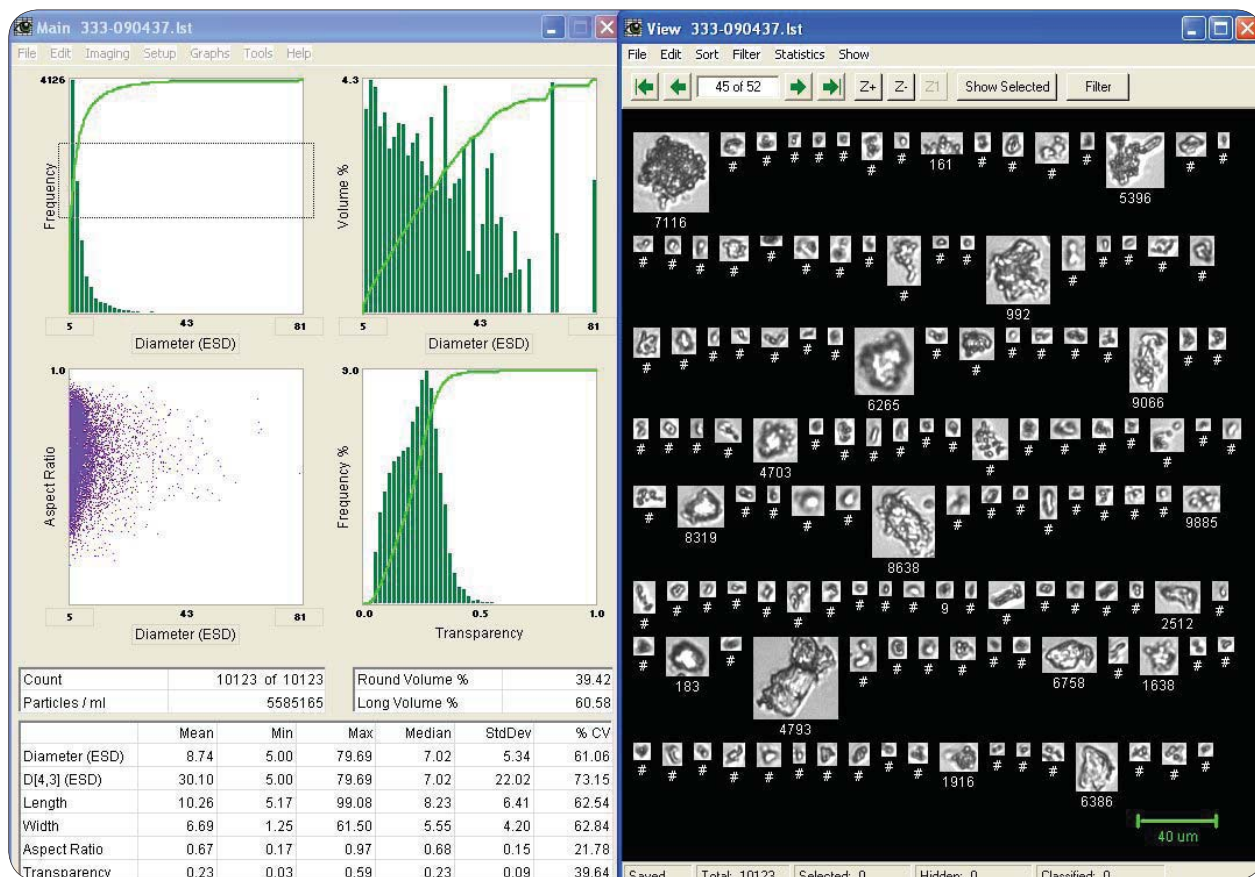 Main 333-090437.lst
File Edit Imaging Setup Graphs Tools Help
4126
Frequency
5 43 81
Diameter (ESD)
4.3
Volume %
5 43 81
Diameter (ESD)
1.0
Aspect Ratio
5 43 81
Diameter (ESD)
9.0
Frequency %
0.0 0.5 1.0
Transparency
Count 10123 of 10123
Particles / ml 5585165
Round Volume % 39.42
Long Volume % 60.58
Mean Min Max Median StdDev % CV
Diameter (ESD) 8.74 5.00 79.69 7.02 5.34 61.06
D[4,3] (ESD) 30.10 5.00 79.69 7.02 22.02 73.15
Length 10.26 5.17 99.08 8.23 6.41 62.54
Width 6.69 1.25 61.50 5.55 4.20 62.84
Aspect Ratio 0.67 0.17 0.97 0.68 0.15 21.78
Transparency 0.23 0.03 0.59 0.23 0.09 39.64
View 333-090437.lst
File Edit Sort Filter Statistics Show
45 of 52 Z+ Z- Z1 Show Selected Filter
7116 # # # # # # # 161 # # # # 5396 # #
# # # # # # # # # # # 992 # # # # #
# # # # # # # 6265 # # # # # # # 9066 # #
# # # # 4703 # # # # # # # # # # # # # #
# 8319 # # # # 8638 # # # # # # # # 9885
# # # # # # # # # # 9 # # # # # # 2512 #
# 183 # 4793 # # # # # # 6758 # 1638 # #
# # # # # # # # # # 1916 # # # 6386 # # #
40 um
Saved Total: 10123 Selected: 0 Hidden: 0 Classified: 0